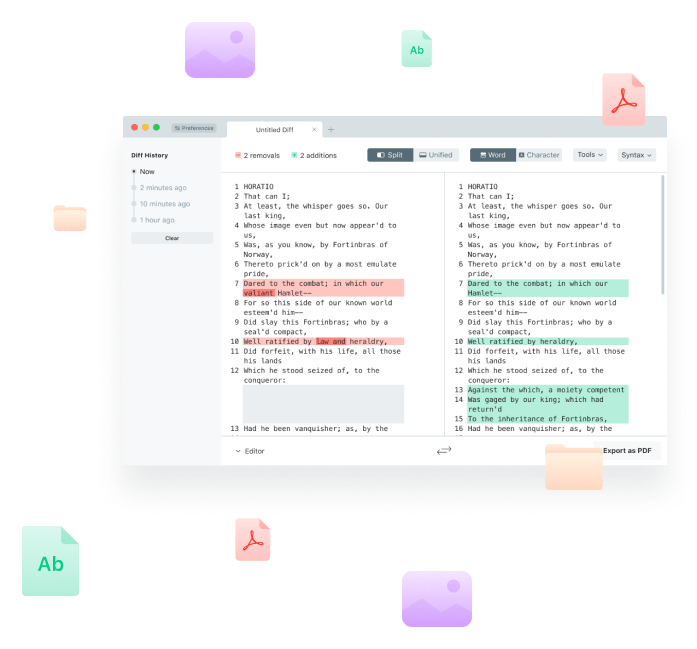 Ab
Preferences
Untitled Diff
Diff History
Now
2 minutes ago
10 minutes ago
1 hour ago
Clear
2 removals
2 additions
Split
Unified
Word
Character
Tools
Syntax
1 HORATIO
2 That can I;
3 At least, the whisper goes so. Our
last king,
4 Whose image even but now appear'd to
us,
5 Was, as you know, by Fortinbras of
Norway,
6 Thereto prick'd on by a most emulate
pride,
7 Dared to the combat; in which our
valiant Hamlet--
8 For so this side of our known world
esteem'd him--
9 Did slay this Fortinbras; who by a
seal'd compact,
10 Well ratified by law and heraldry,
11 Did forfeit, with his life, all those
his lands
12 Which he stood seized of, to the
conqueror:
13 Had he been vanquisher; as, by the
1 HORATIO
2 That can I;
3 At least, the whisper goes so. Our
last king,
4 Whose image even but now appear'd to
us,
5 Was, as you know, by Fortinbras of
Norway,
6 Thereto prick'd on by a most emulate
pride,
7 Dared to the combat; in which our
Hamlet--
8 For so this side of our known world
esteem'd him--
9 Did slay this Fortinbras; who by a
seal'd compact,
10 Well ratified by heraldry,
11 Did forfeit, with his life, all those
his lands
12 Which he stood seized of, to the
conqueror:
13 Against the which, a moiety competent
14 Was gaged by our king; which had
return'd
15 To the inheritance of Fortinbras,
16 Had he been vanquisher; as, by the
Editor
Export as PDF
Ab